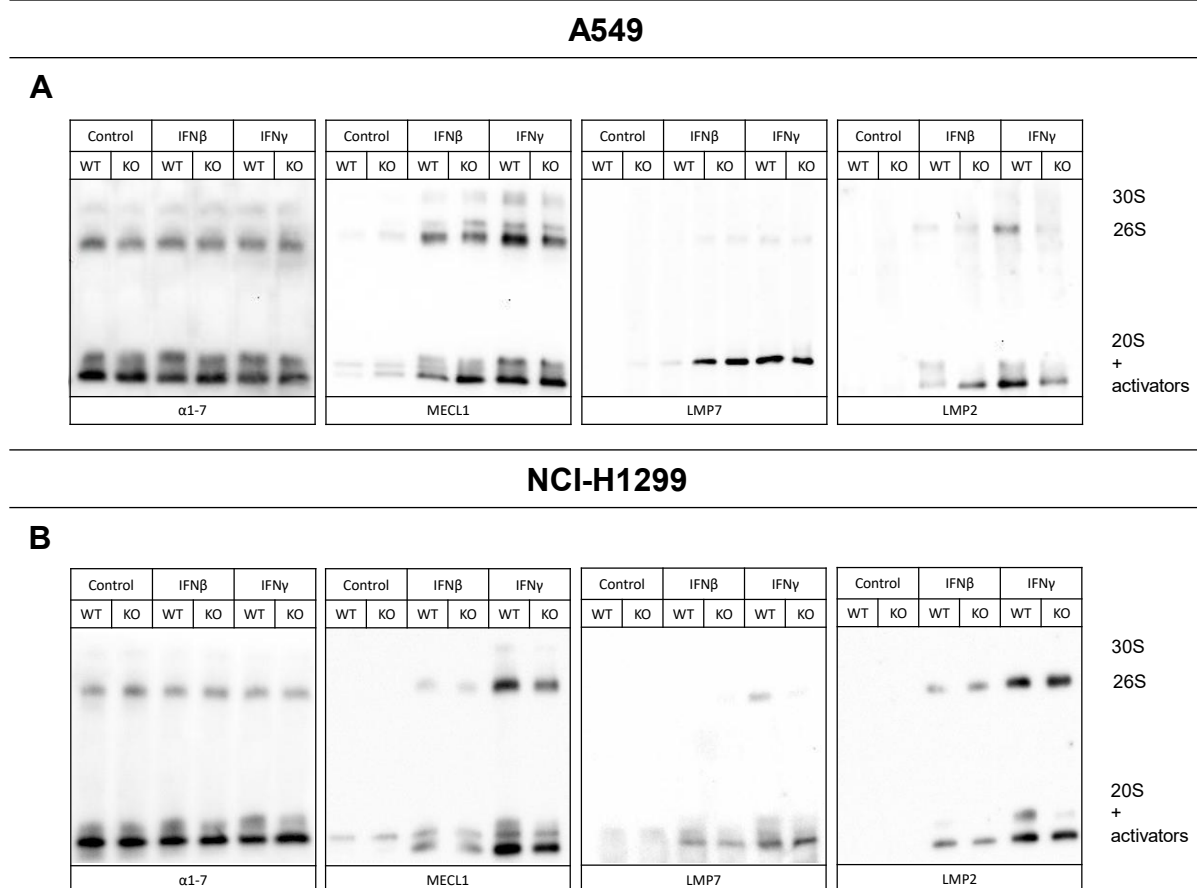 A549
A
Control IFNβ IFNγ Control IFNβ IFNγ Control IFNβ IFNγ Control IFNβ IFNγ
WT KO WT KO WT KO WT KO WT KO WT KO WT KO WT KO WT KO WT KO WT KO WT KO
30S
26S
20S
+
activators
α1-7 MECL1 LMP7 LMP2
NCI-H1299
B
Control IFNβ IFNγ Control IFNβ IFNγ Control IFNβ IFNγ Control IFNβ IFNγ
WT KO WT KO WT KO WT KO WT KO WT KO WT KO WT KO WT KO WT KO WT KO WT KO
30S
26S
20S
+
activators
α1-7 MECL1 LMP7 LMP2